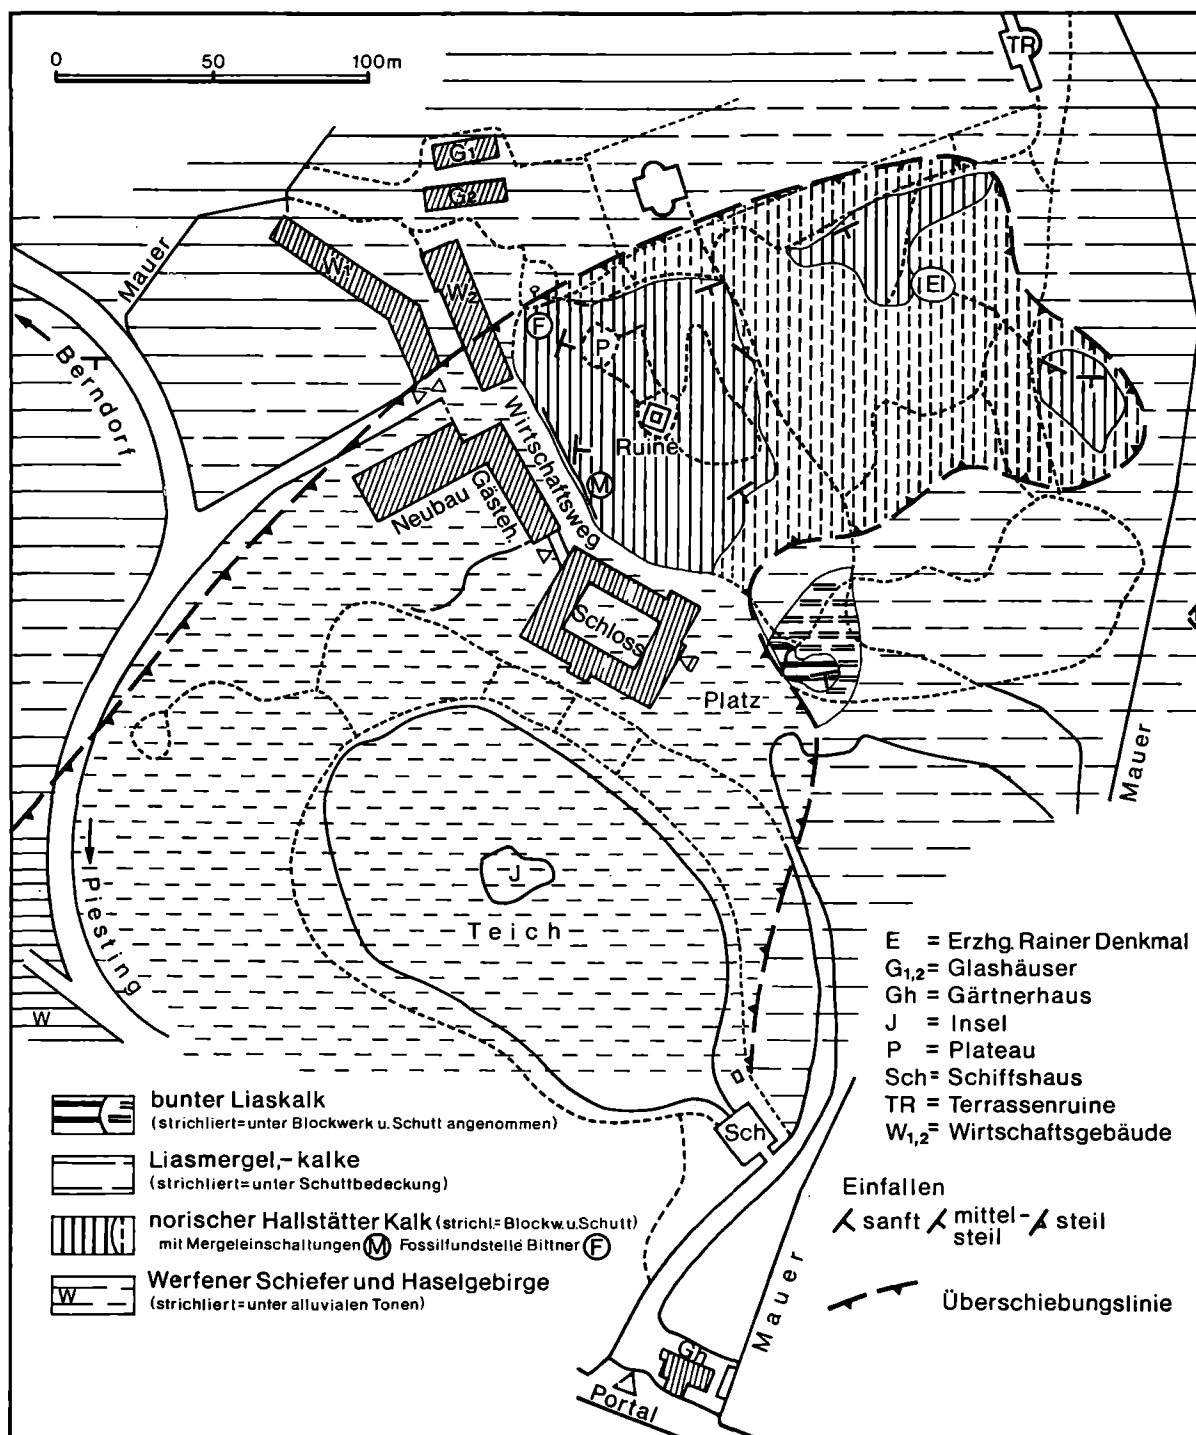 0 50 100m
TR
G1
G2
Mauer
W1
W2
F
P
El
Berndorf
Ruine
Wirtschaftsweg
M
Neubau
Gästeh.
Schloss
Platz
Mauer
J
Teich
Piesting
W
Sch
E = Erzhg. Rainer Denkmal
G1,2= Glashäuser
Gh = Gärtnerhaus
J = Insel
P = Plateau
Sch= Schiffshaus
TR = Terrassenruine
W1,2= Wirtschaftsgebäude
bunter Liaskalk
(strichliert=unter Blockwerk u. Schutt angenommen)
Liasmergel,-kalke
(strichliert=unter Schuttbedeckung)
norischer Hallstätter Kalk (strichl.=Blockw.u.Schutt)
mit Mergeleinschaltungen M Fossilfundstelle Bittner F
W
Werfener Schiefer und Haselgebirge
(strichliert=unter alluvialen Tonen)
Einfallen
sanft mittel-steil steil
Überschiebungslinie
Mauer
Gh
Portal